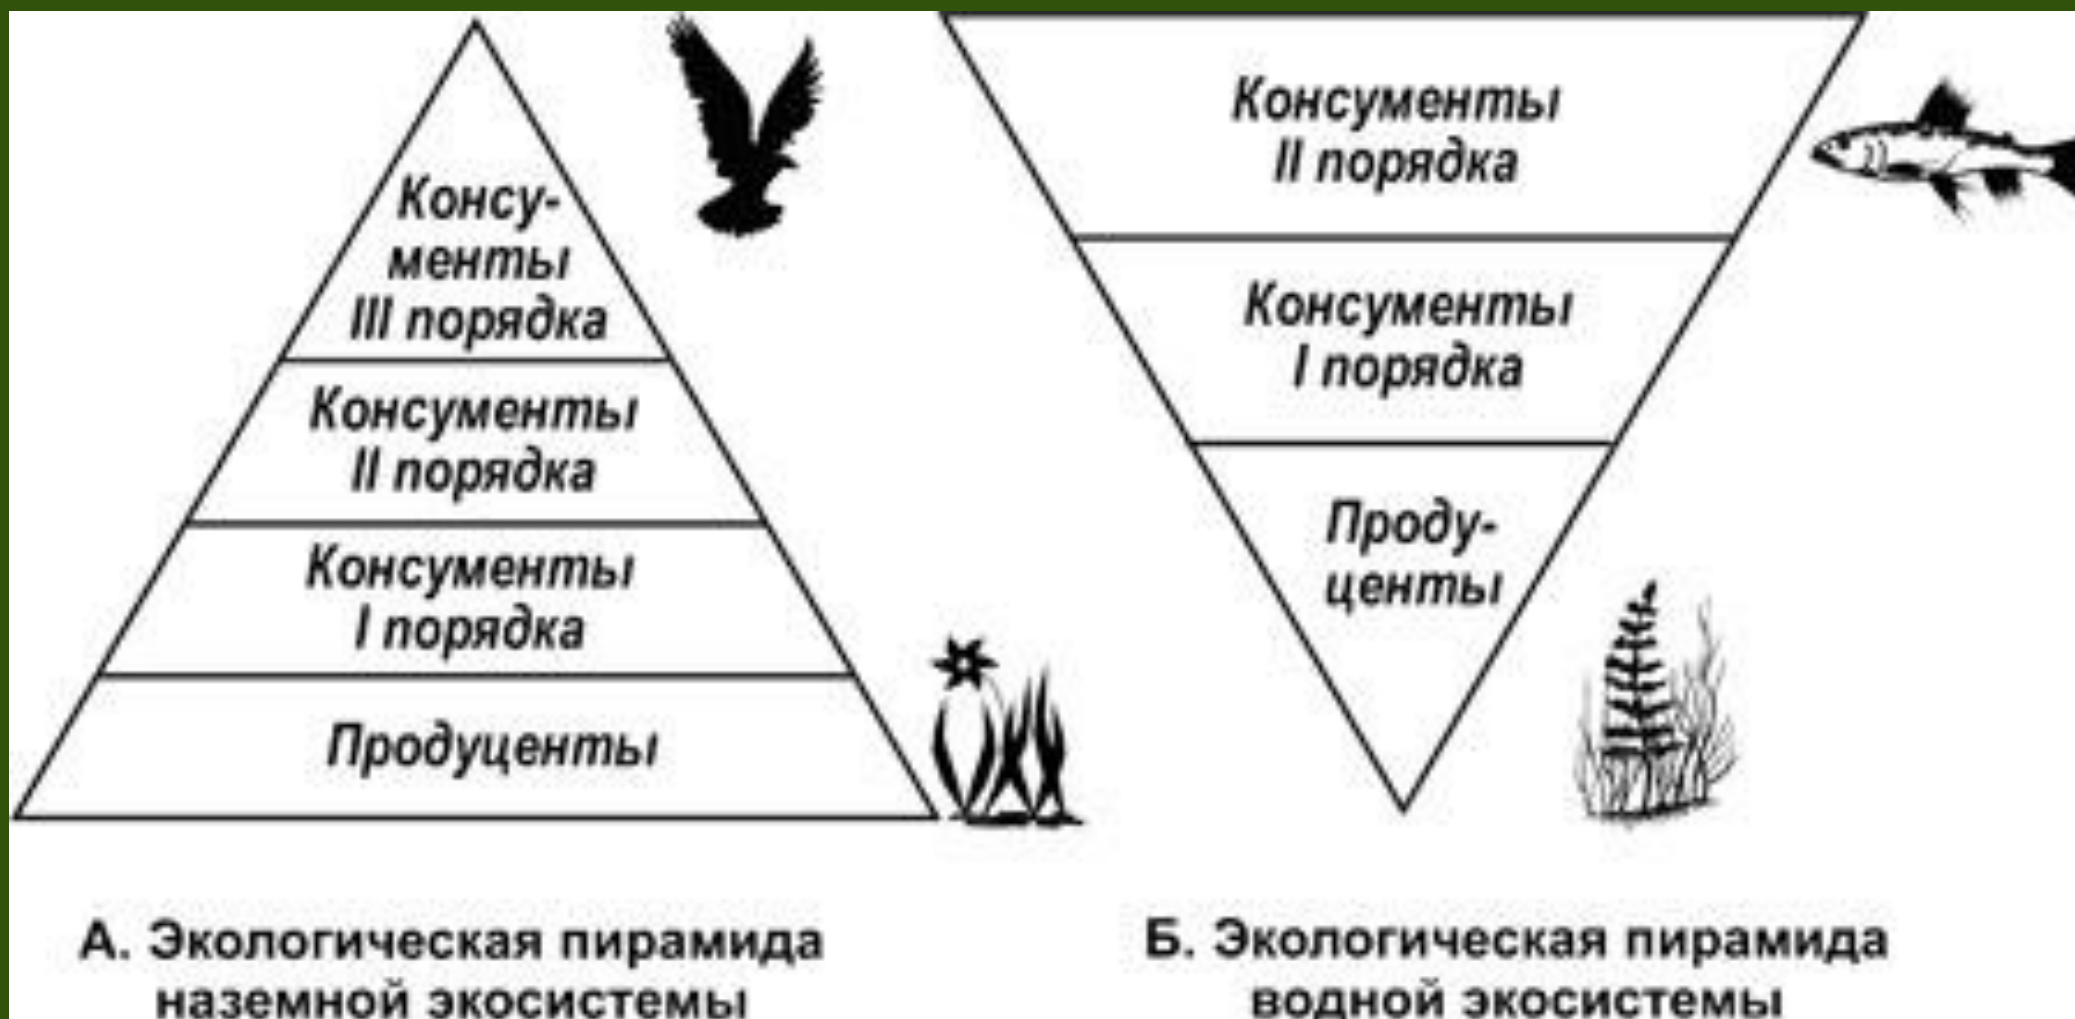 Консу-
менты
III порядка
Консументы
II порядка
Консументы
I порядка
Продуценты
А. Экологическая пирамида
наземной экосистемы
Консументы
II порядка
Консументы
I порядка
Проду-
центы
Б. Экологическая пирамида
водной экосистемы